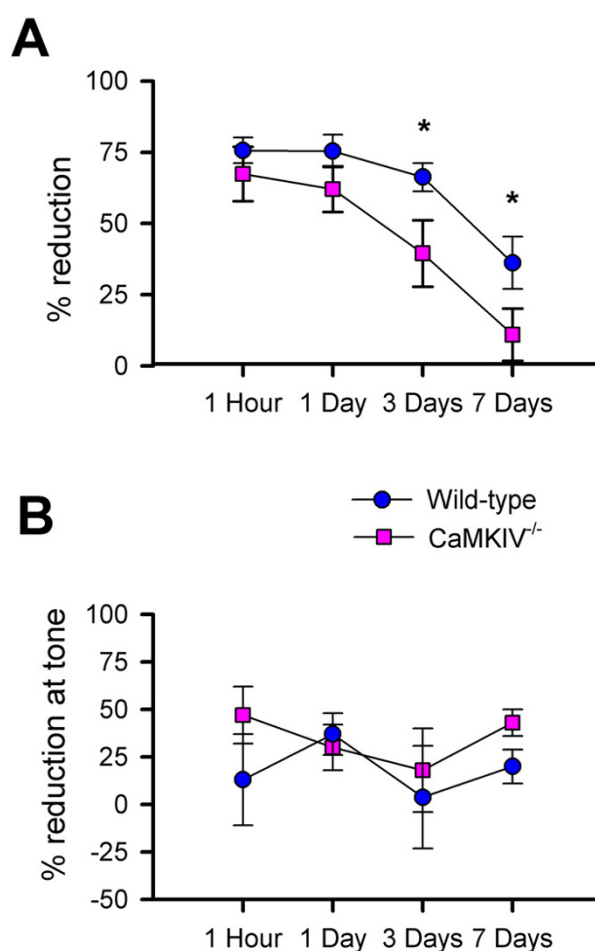 A
100
75
50
25
0
% reduction
*
*
1 Hour 1 Day 3 Days 7 Days
Wild-type
CaMKIV-/-
B
100
75
50
25
0
-25
-50
% reduction at tone
1 Hour 1 Day 3 Days 7 Days